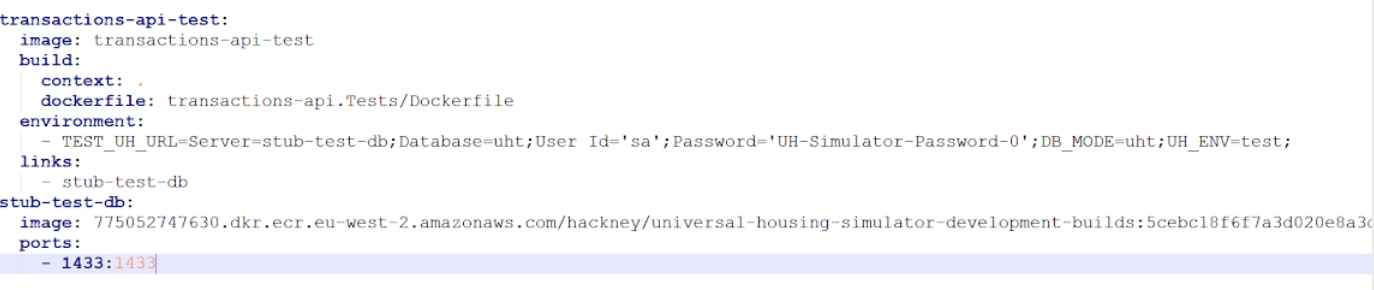 transactions-api-test:
  image: transactions-api-test
  build:
    context: .
    dockerfile: transactions-api.Tests/Dockerfile
  environment:
    - TEST_UH_URL=Server=stub-test-db;Database=uht;User Id='sa';Password='UH-Simulator-Password-0';DB_MODE=uht;UH_ENV=test;
  links:
    - stub-test-db
stub-test-db:
  image: 775052747630.dkr.ecr.eu-west-2.amazonaws.com/hackney/universal-housing-simulator-development-builds:5cebc18f6f7a3d020e8a3
  ports:
    - 1433:1433